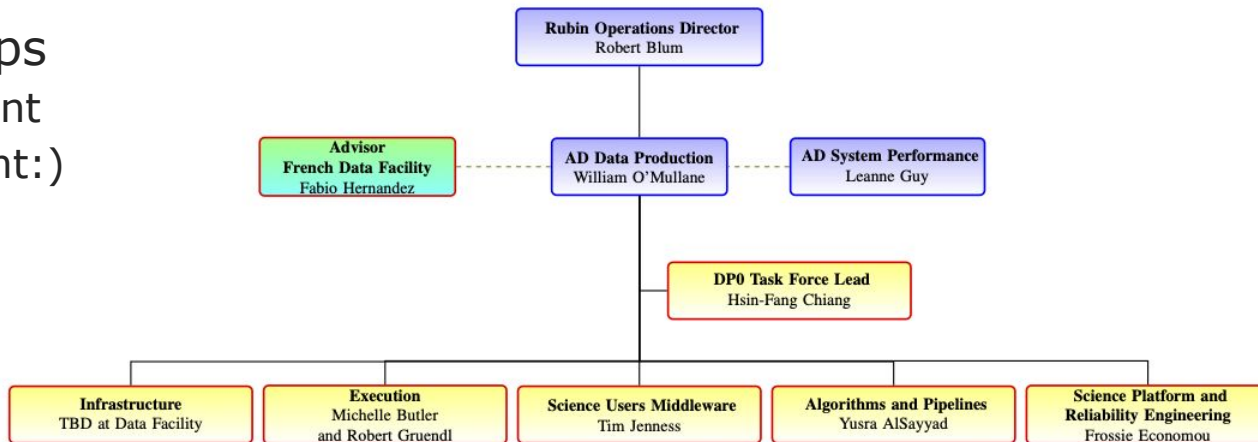 ps
nt
nt:)
Rubin Operations Director
Robert Blum
Advisor
French Data Facility
Fabio Hernandez
AD Data Production
William O'Mullane
AD System Performance
Leanne Guy
DP0 Task Force Lead
Hsin-Fang Chiang
Infrastructure
TBD at Data Facility
Execution
Michelle Butler
and Robert Gruendl
Science Users Middleware
Tim Jenness
Algorithms and Pipelines
Yusra AlSayyad
Science Platform and
Reliability Engineering
Frossie Economou